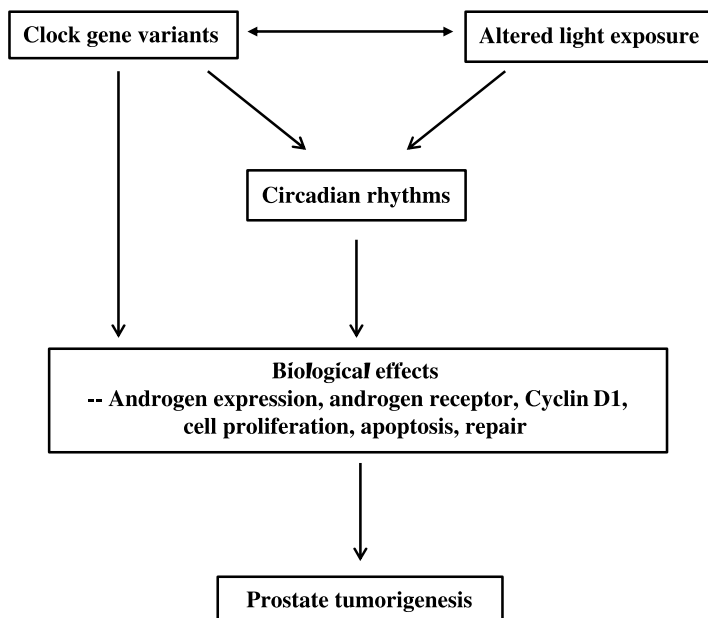 Clock gene variants
Altered light exposure
Circadian rhythms
Biological effects
-- Androgen expression, androgen receptor, Cyclin D1,
cell proliferation, apoptosis, repair
Prostate tumorigenesis